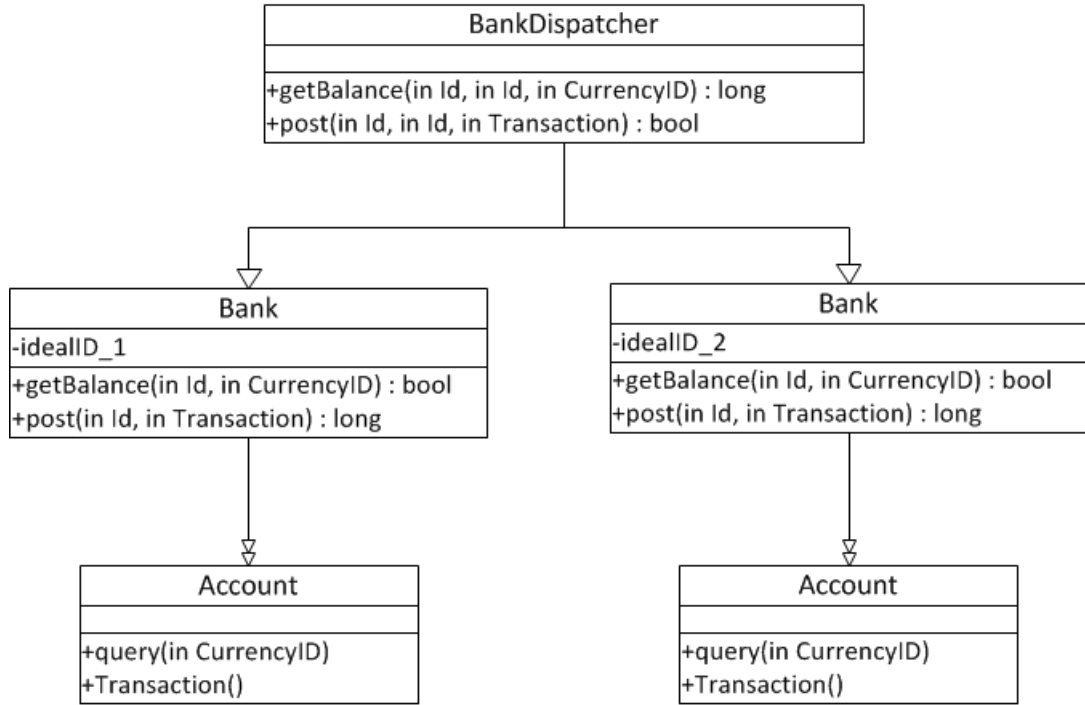 BankDispatcher
+getBalance(in Id, in Id, in CurrencyID) : long
+post(in Id, in Id, in Transaction) : bool
Bank
-idealID_1
+getBalance(in Id, in CurrencyID) : bool
+post(in Id, in Transaction) : long
Bank
-idealID_2
+getBalance(in Id, in CurrencyID) : bool
+post(in Id, in Transaction) : long
Account
+query(in CurrencyID)
+Transaction()
Account
+query(in CurrencyID)
+Transaction()